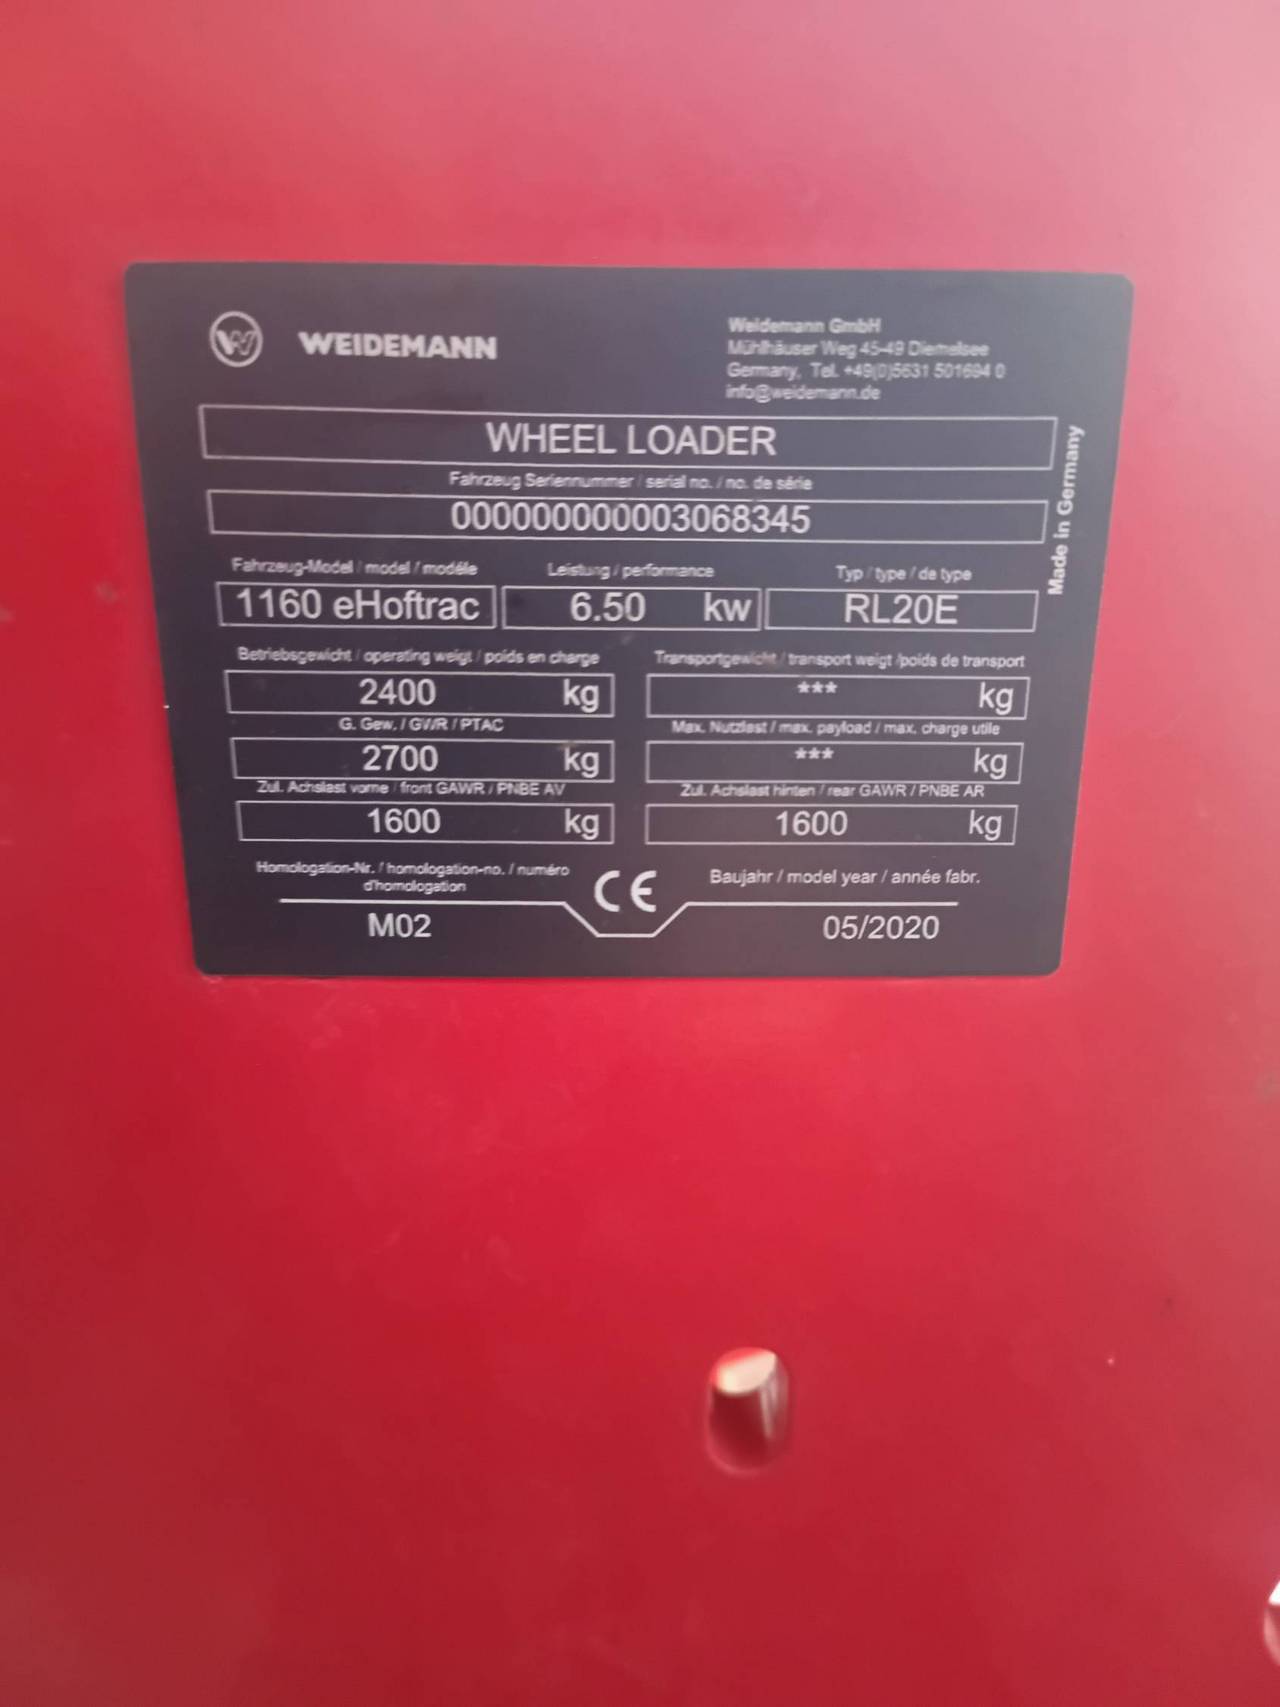 WEIDEMANN
Weidemann GmbH
Mühlhäuser Weg 45-49 Diemelsee
Germany, Tel. +49(0)5631 501694 0
info@weidemann.de
WHEEL LOADER
Fahrzeug Seriennummer / serial no. / no. de série
000000000003068345
Made in Germany
Fahrzeug-Model / model / modéle
Leistung / performance
Typ / type / de type
1160 eHoftrac
6.50 kw
RL20E
Betriebsgewicht / operating weigt / poids en charge
Transportgewicht / transport weigt /poids de transport
2400 kg
*** kg
G. Gew. / GWR / PTAC
Max. Nutzlast / max. payload / max. charge utile
2700 kg
*** kg
Zul. Achslast vorne / front GAWR / PNBE AV
Zul. Achslast hinten / rear GAWR / PNBE AR
1600 kg
1600 kg
Homologation-Nr. / homologation-no. / numéro
d'homologation
CE
Baujahr / model year / année fabr.
M02
05/2020